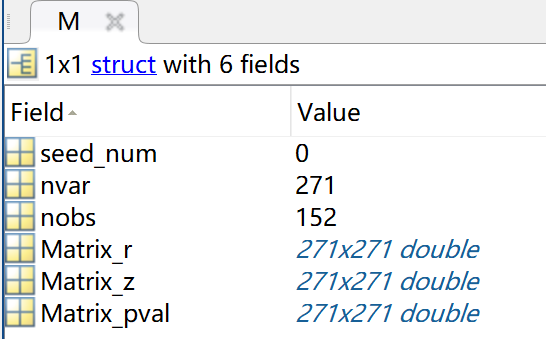 M
1x1 struct with 6 fields
Field Value
seed_num 0
nvar 271
nobs 152
Matrix_r 271x271 double
Matrix_z 271x271 double
Matrix_pval 271x271 double